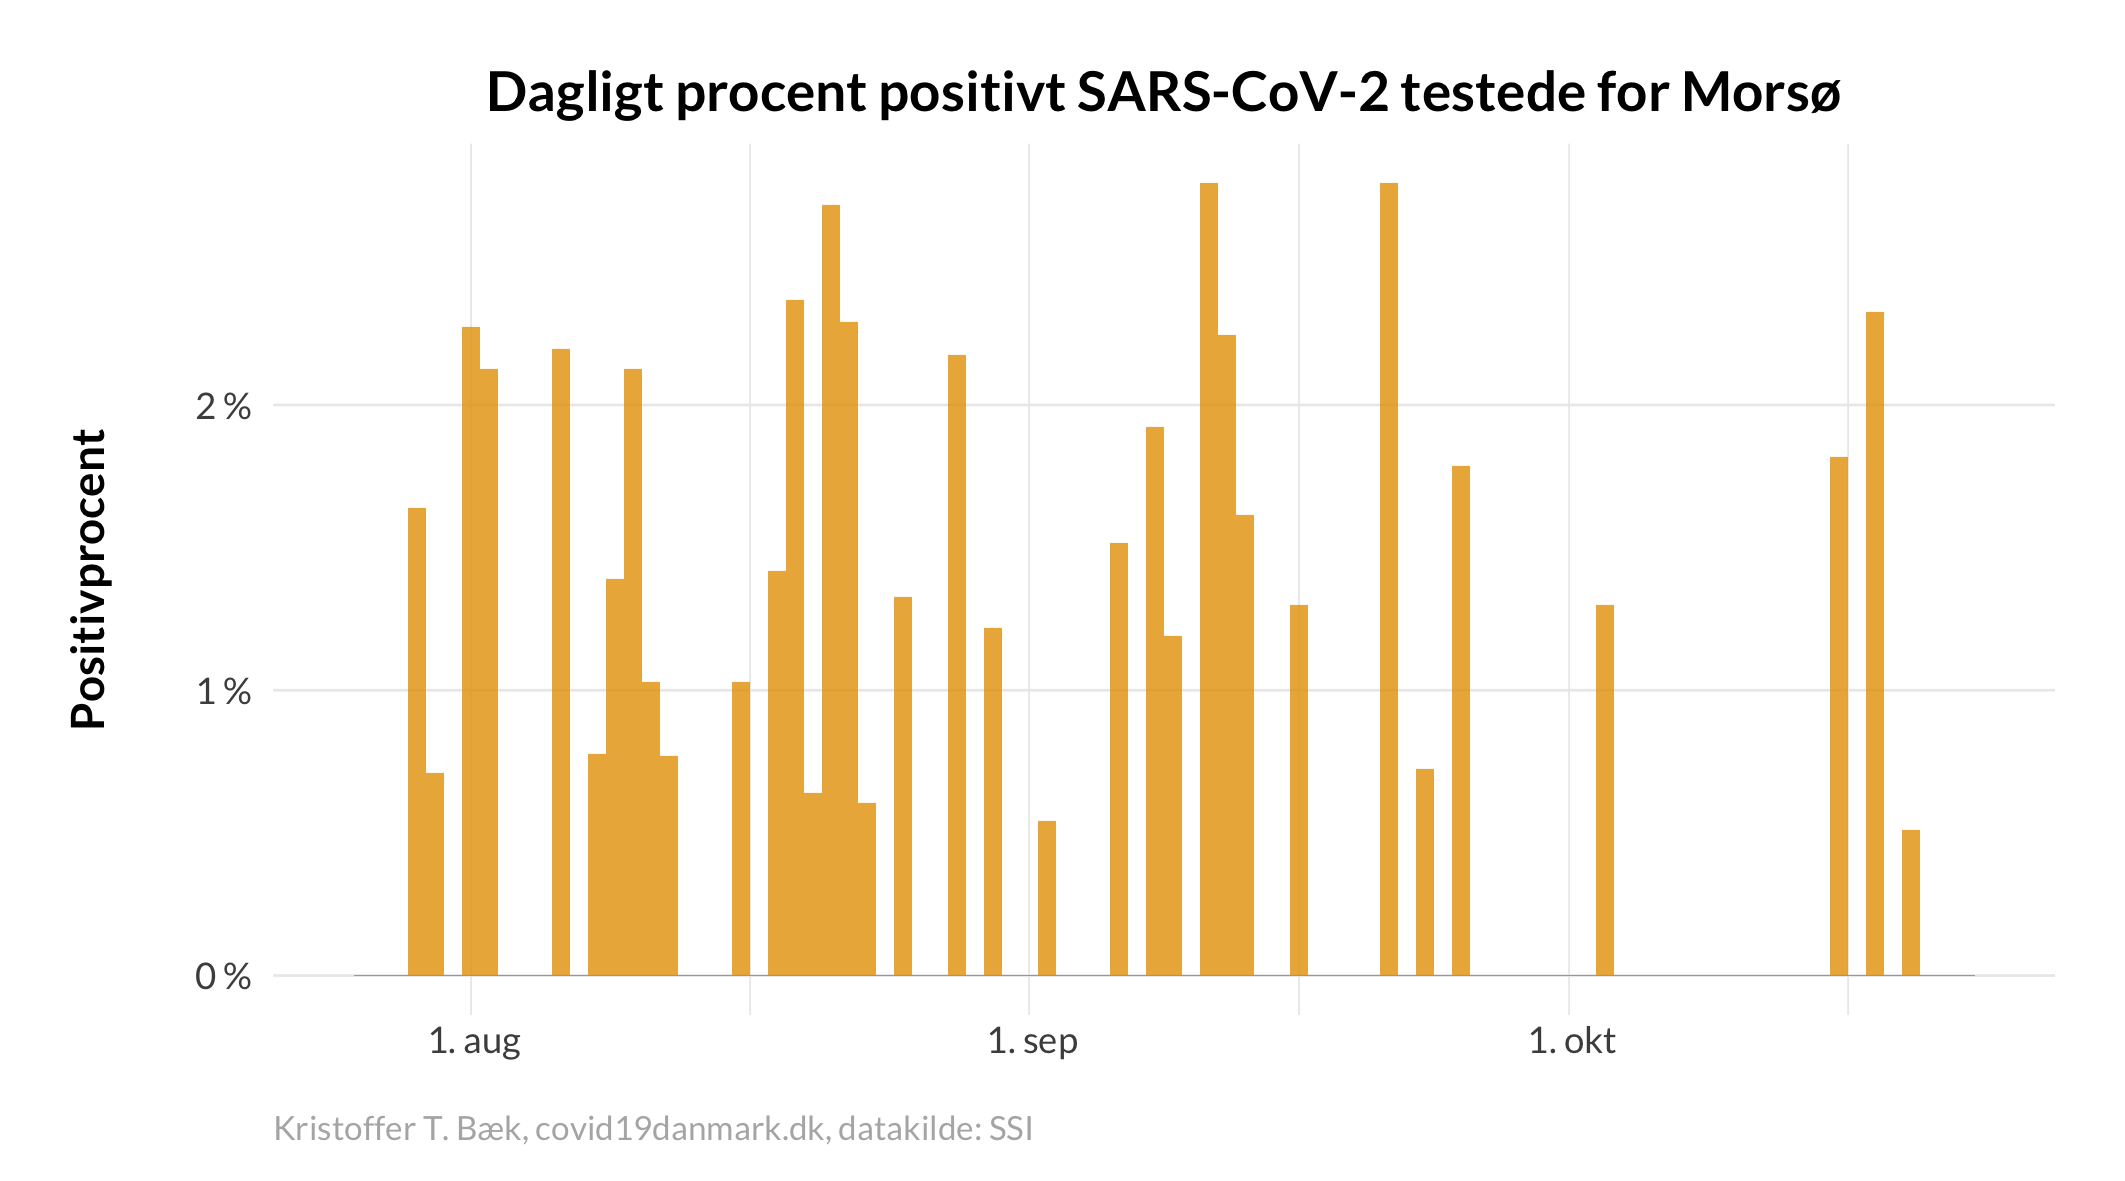 Dagligt procent positivt SARS-CoV-2 testede for Morsø
Positivprocent
2 %
1 %
0 %
1. aug
1. sep
1. okt
Kristoffer T. Bæk, covid19danmark.dk, datakilde: SSI